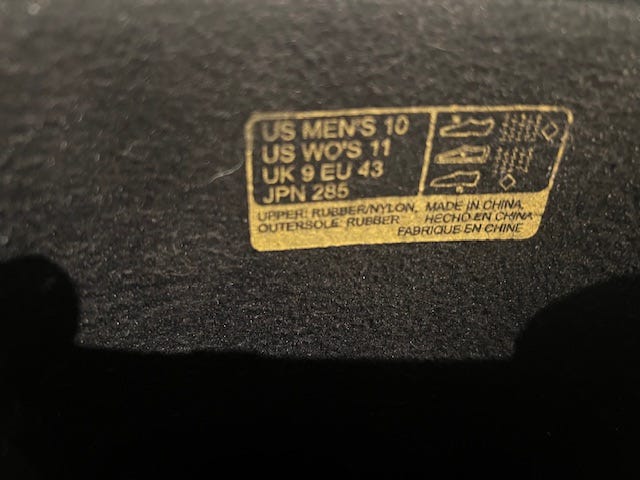 US MEN'S 10
US WO'S 11
UK 9 EU 43
JPN 285
UPPER: RUBBER/NYLON,
OUTERSOLE: RUBBER
MADE IN CHINA,
HECHO EN CHINA
FABRIQUE EN CHINE